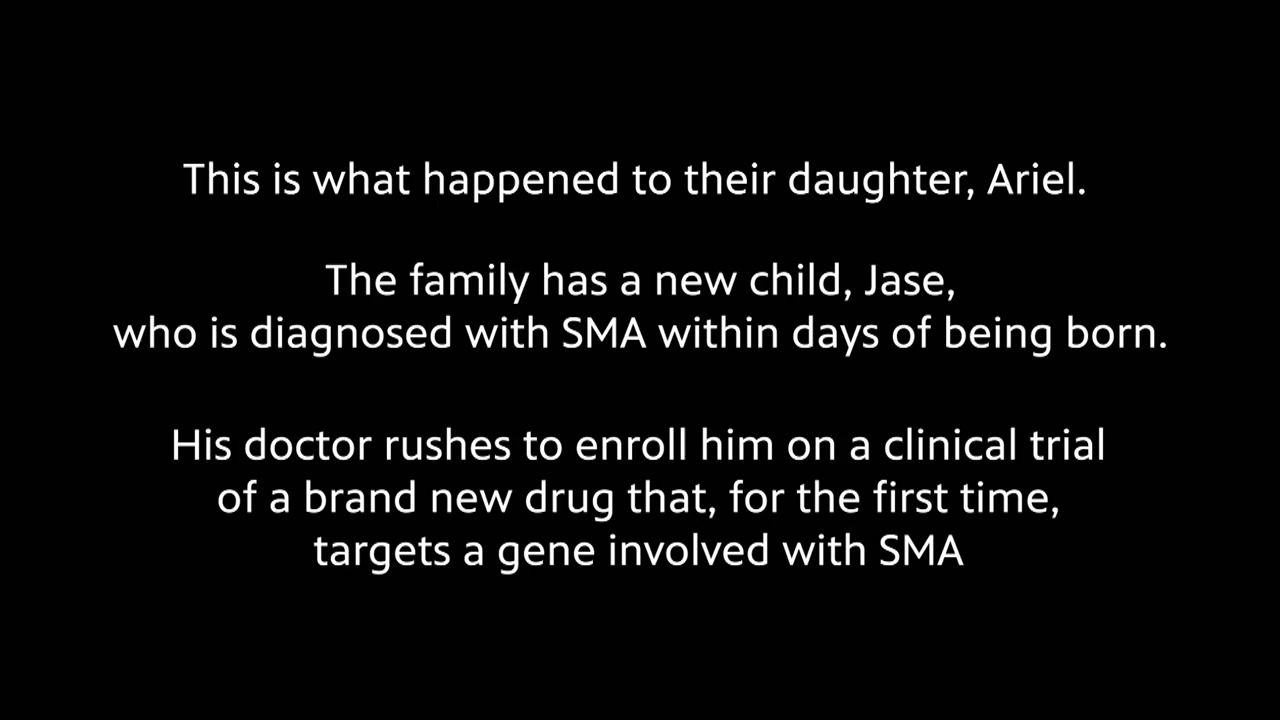 This is what happened to their daughter, Ariel.
The family has a new child, Jase,
who is diagnosed with SMA within days of being born.
His doctor rushes to enroll him on a clinical trial
of a brand new drug that, for the first time,
targets a gene involved with SMA